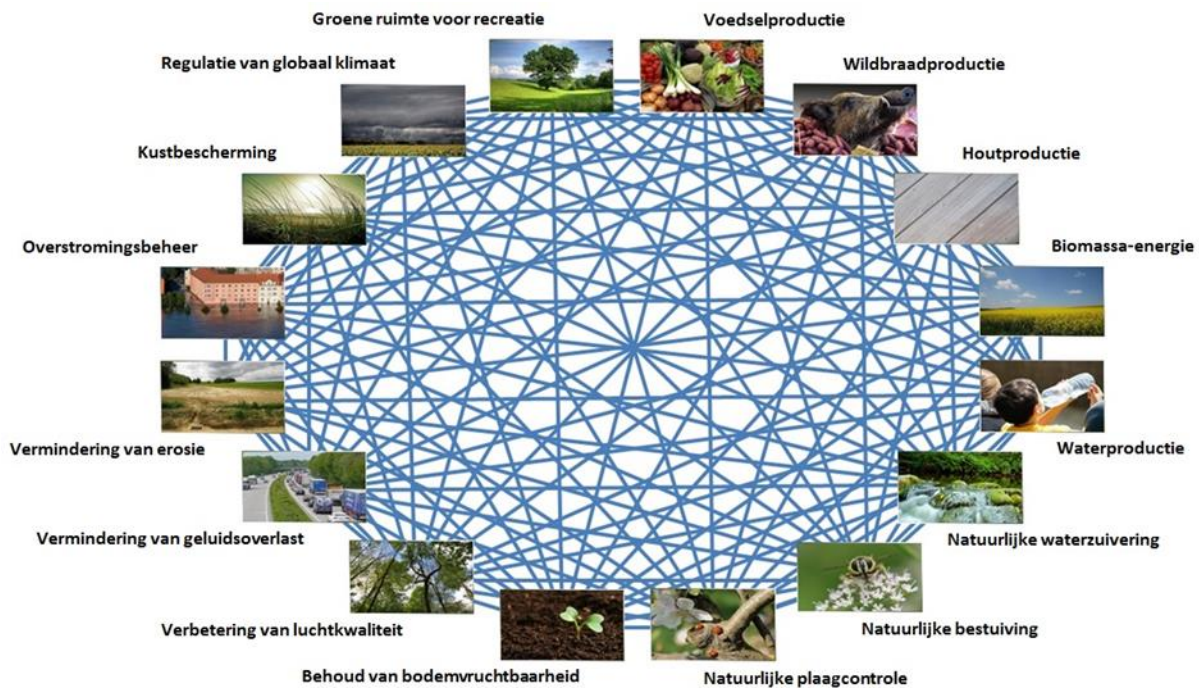 Groene ruimte voor recreatie
Voedselproductie
Regulatie van globaal klimaat
Wildbraadproductie
Kustbescherming
Houtproductie
Overstromingsbeheer
Biomassa-energie
Vermindering van erosie
Waterproductie
Vermindering van geluidsoverlast
Natuurlijke waterzuivering
Verbetering van luchtkwaliteit
Natuurlijke bestuiving
Behoud van bodemvruchtbaarheid
Natuurlijke plaagcontrole